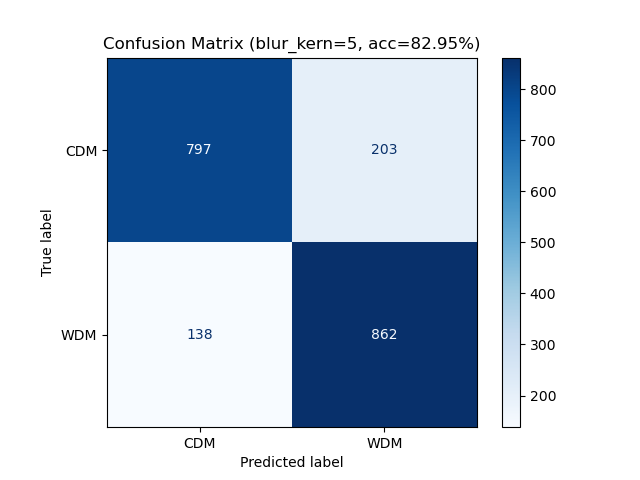 Confusion Matrix (blur_kern=5, acc=82.95%)
True label
CDM
797
203
WDM
138
862
CDM
WDM
Predicted label
800
700
600
500
400
300
200